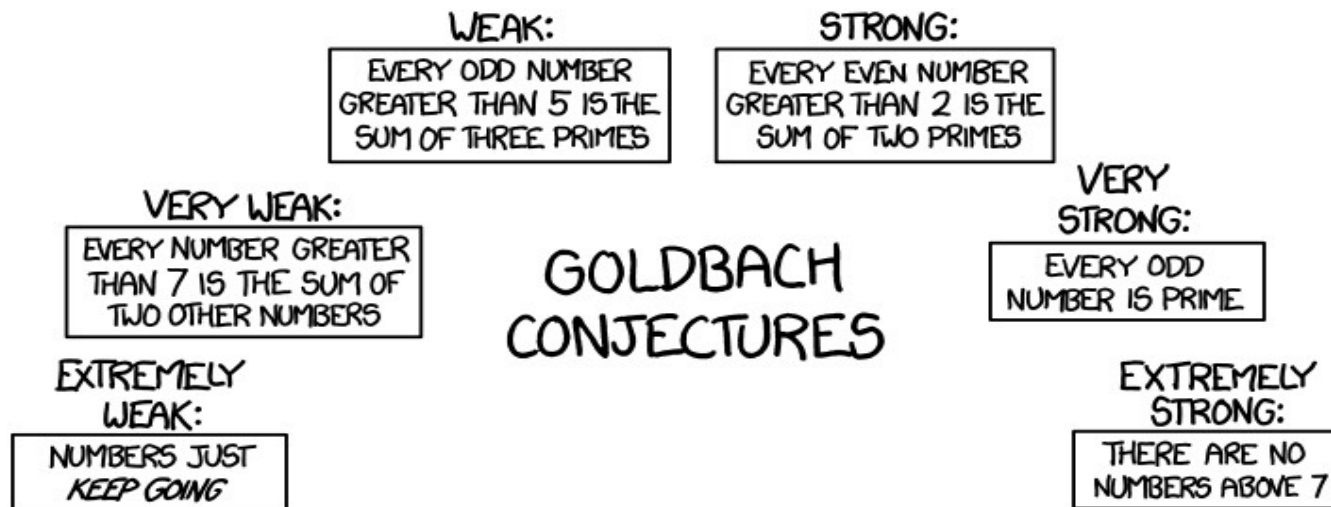 WEAK:
EVERY ODD NUMBER
GREATER THAN 5 IS THE
SUM OF THREE PRIMES
STRONG:
EVERY EVEN NUMBER
GREATER THAN 2 IS THE
SUM OF TWO PRIMES
VERY WEAK:
EVERY NUMBER GREATER
THAN 7 IS THE SUM OF
TWO OTHER NUMBERS
GOLDBACH
CONJECTURES
VERY
STRONG:
EVERY ODD
NUMBER IS PRIME
EXTREMELY
WEAK:
NUMBERS JUST
KEEP GOING
EXTREMELY
STRONG:
THERE ARE NO
NUMBERS ABOVE 7